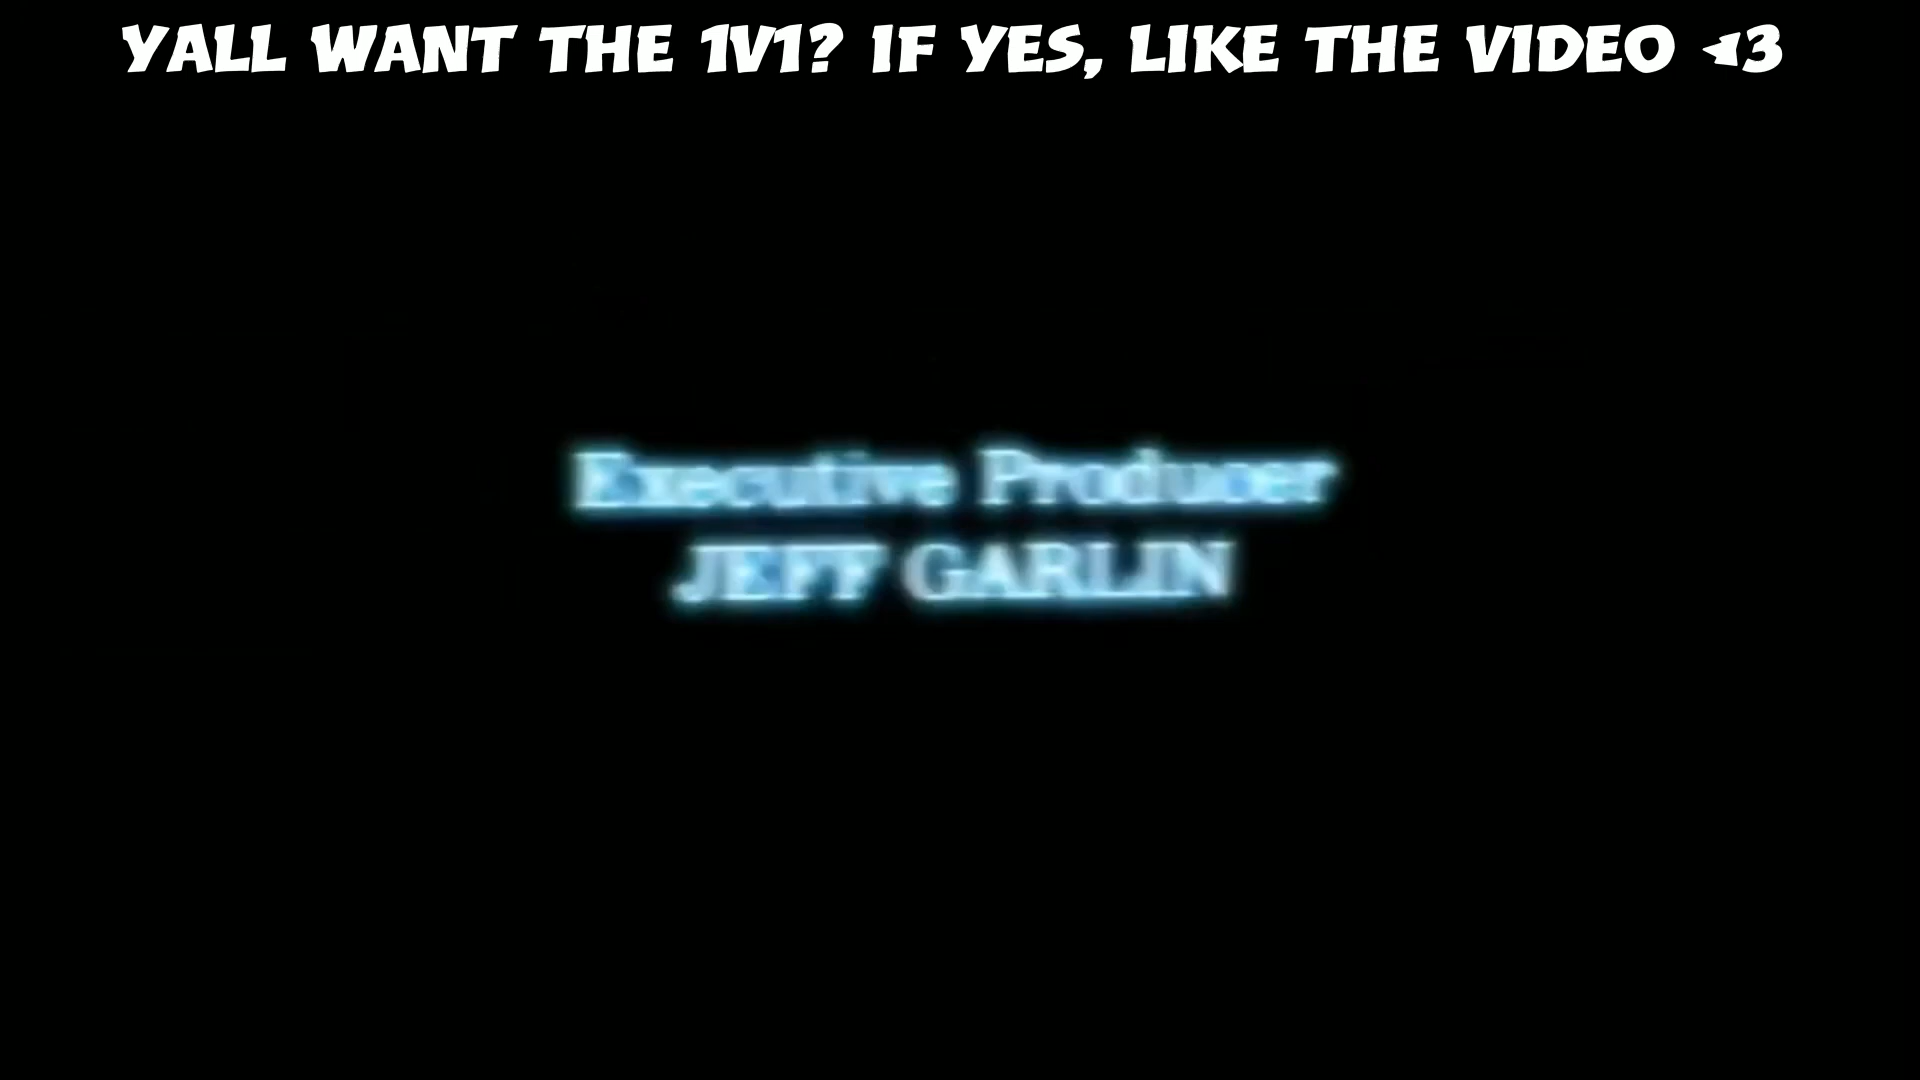 YALL WANT THE 1V1? IF YES, LIKE THE VIDEO <3
Executive Producer
JEFF GARLIN